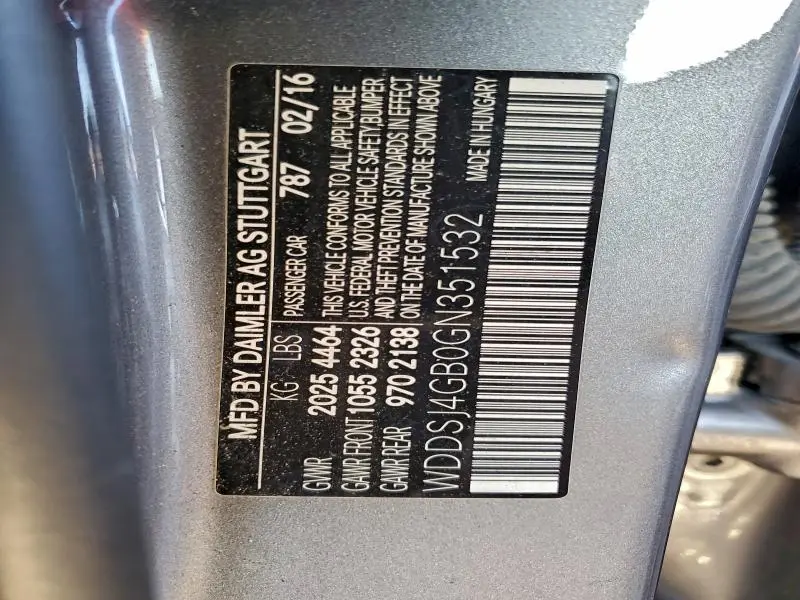 MFD BY DAIMLER AG STUTTGART
KG LBS PASSENGER CAR 787 02/16
GWR 2025 4464 THIS VEHICLE CONFORMS TO ALL APPLICABLE
GAWR FRONT 1055 2326 U.S. FEDERAL MOTOR VEHICLE SAFETY, BUMPER
GAWR REAR 970 2138 AND THEFT PREVENTION STANDARDS IN EFFECT
ON THE DATE OF MANUFACTURE SHOWN ABOVE
WDDSJ4GB0GN351532 MADE IN HUNGARY